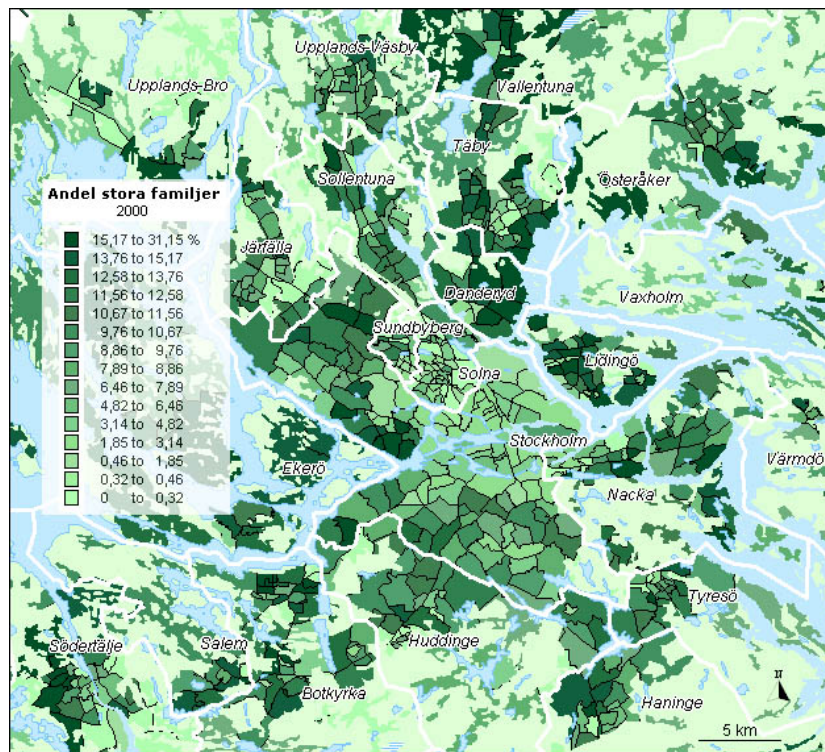 Upplands-Väsby
Upplands-Bro
Vallentuna
Täby
Sollentuna
Österåker
Andel stora familjer
2000
15,17 to 31,15 %
13,76 to 15,17
12,58 to 13,76
11,56 to 12,58
10,67 to 11,56
9,76 to 10,67
8,86 to 9,76
7,89 to 8,86
6,46 to 7,89
4,82 to 6,46
3,14 to 4,82
1,85 to 3,14
0,46 to 1,85
0,32 to 0,46
0 to 0,32
Järfälla
Danderyd
Vaxholm
Sundbyberg
Lidingö
Solna
Stockholm
Ekerö
Värmdö
Nacka
Tyresö
Södertälje
Salem
Huddinge
Botkyrka
Haninge
N
5 km